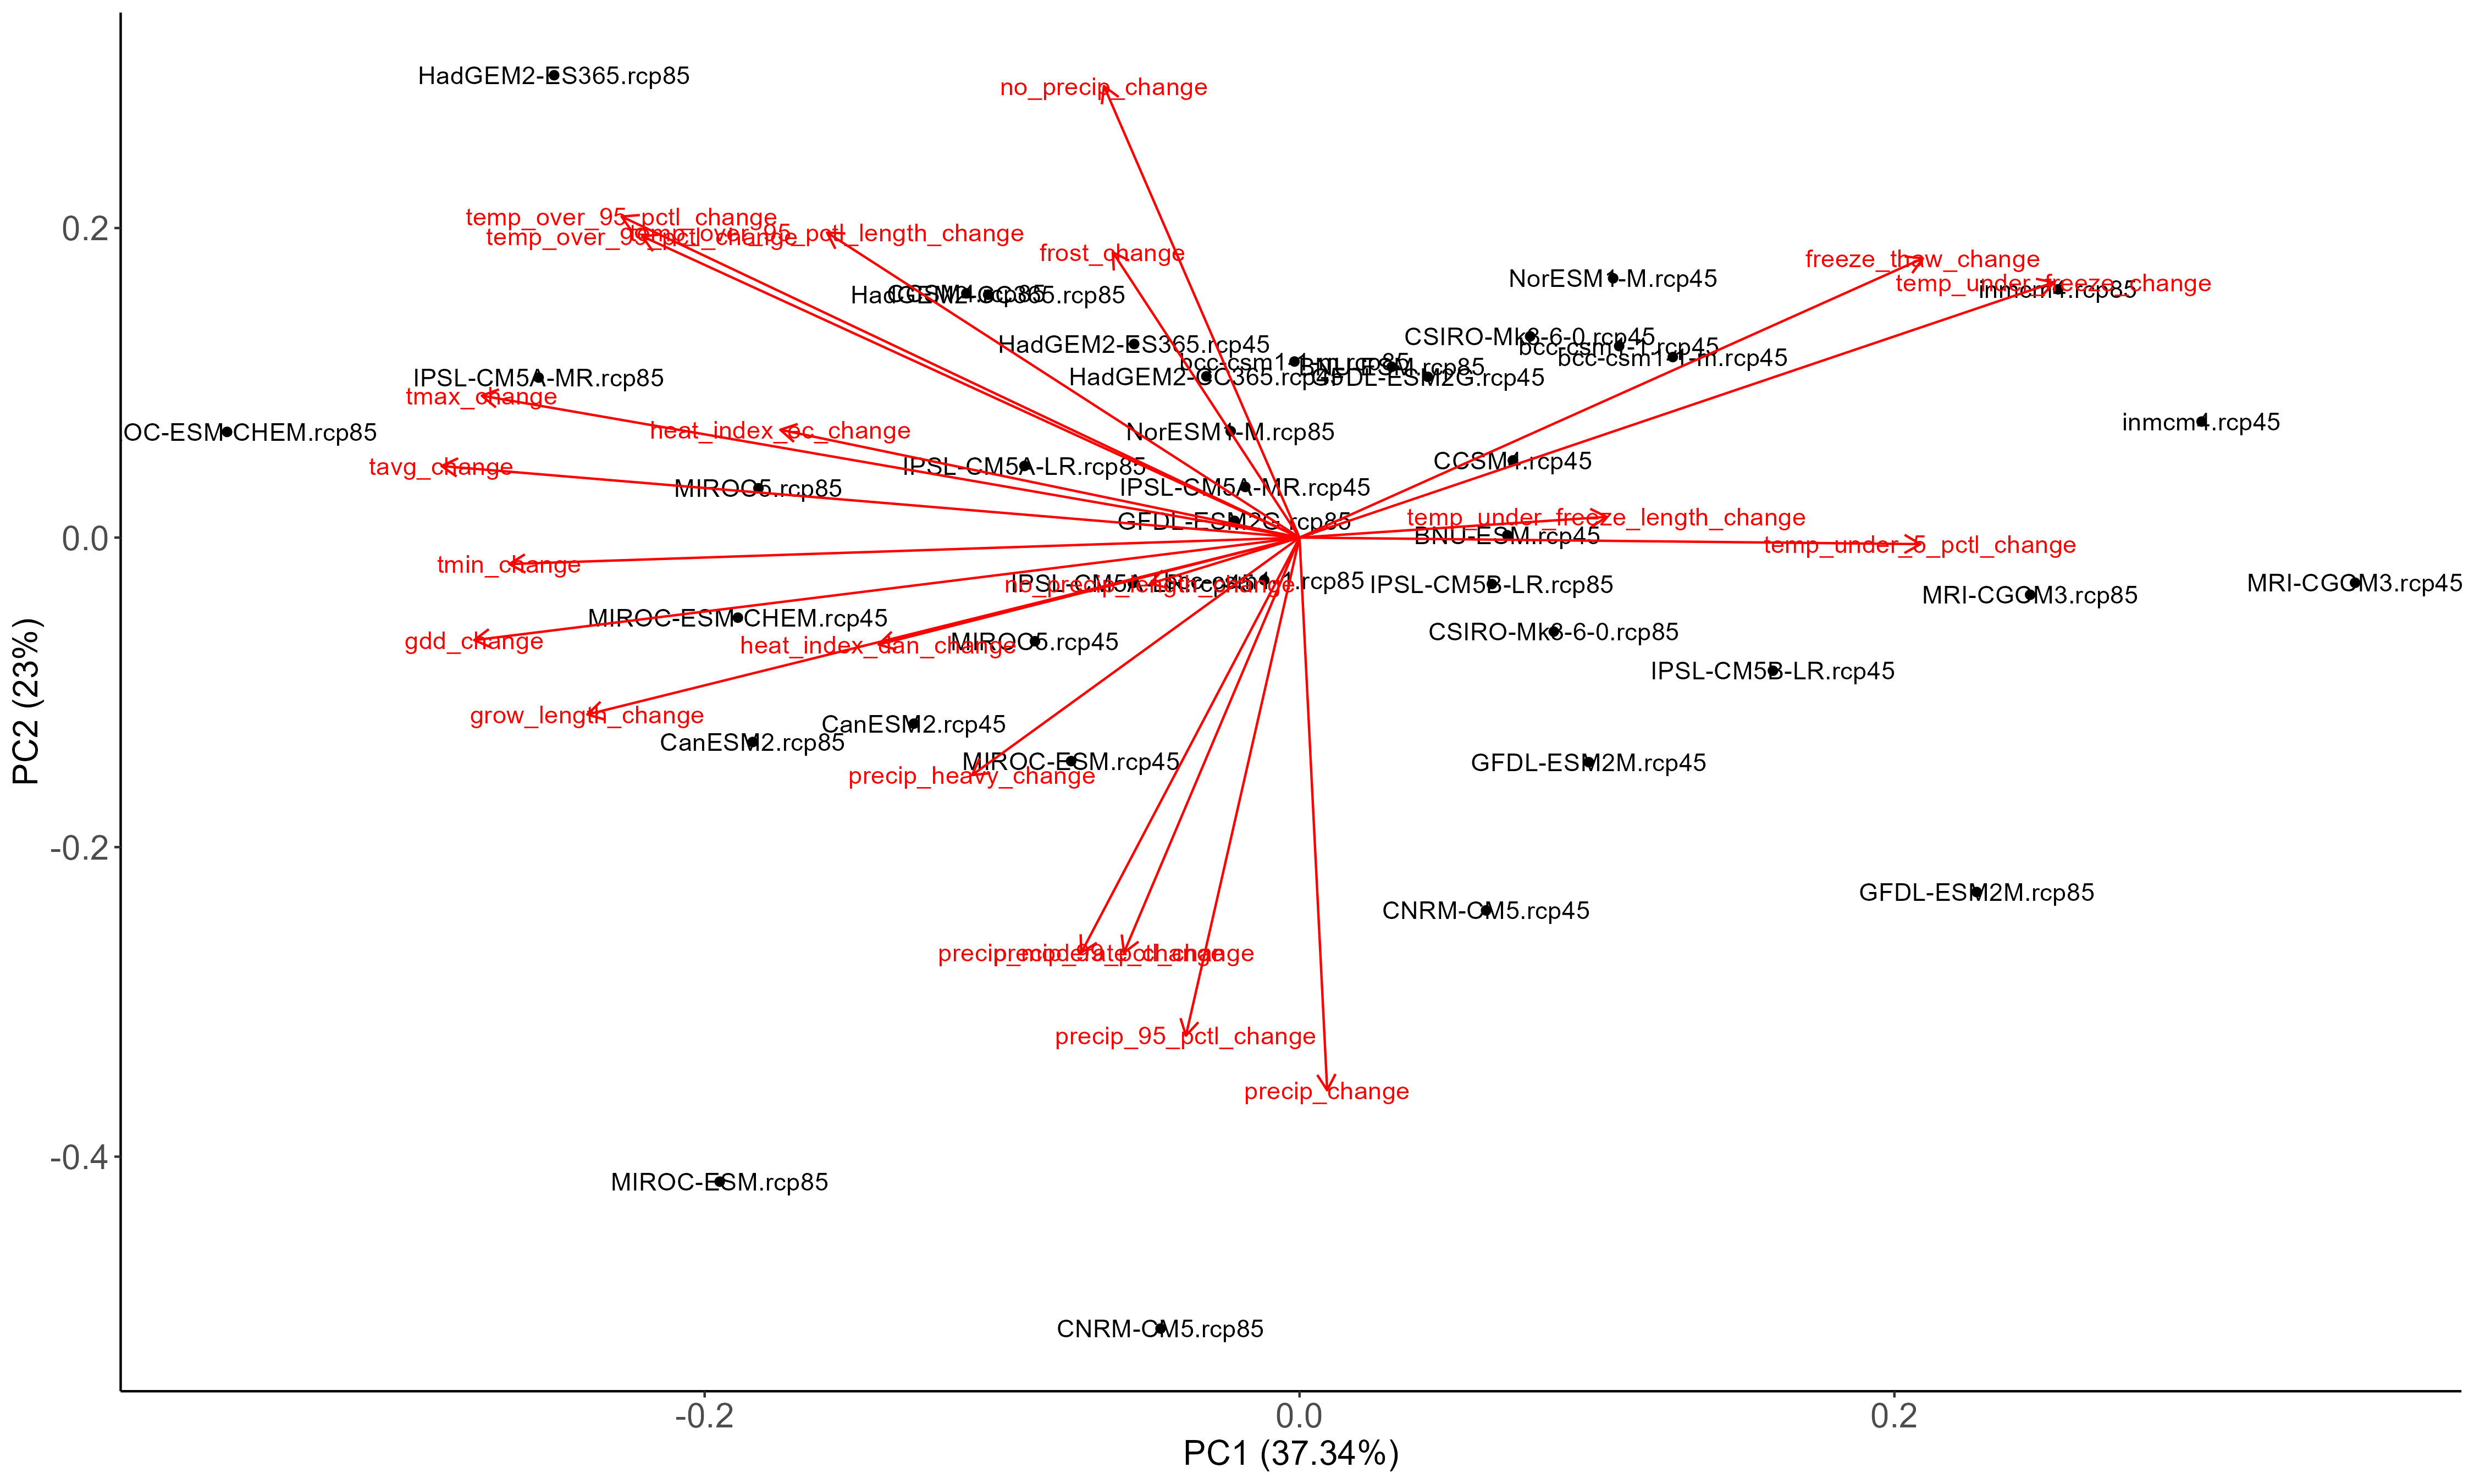 HadGEM2-ES365.rcp85
no_precip_change
0.2
temp_over_95_pctl_change
temp_over_99_pctl_change
temp_over_95_pctl_length_change
frost_change
freeze_thaw_change
NorESM1-M.rcp45
temp_under_freeze_change
inmcm4.rcp85
CCSM4.rcp85
HadGEM2-CC365.rcp85
CSIRO-Mk3-6-0.rcp45
HadGEM2-ES365.rcp45
bcc-csm1-1.rcp45
bcc-csm1-1-m.rcp45
bcc-csm1-1-m.rcp85
BNU-ESM.rcp85
HadGEM2-CC365.rcp45
GFDL-ESM2G.rcp45
IPSL-CM5A-MR.rcp85
tmax_change
inmcm4.rcp45
OC-ESM-CHEM.rcp85
heat_index_ec_change
NorESM1-M.rcp85
CCSM4.rcp45
tavg_change
IPSL-CM5A-LR.rcp85
MIROC5.rcp85
IPSL-CM5A-MR.rcp45
GFDL-ESM2G.rcp85
temp_under_freeze_length_change
0.0
BNU-ESM.rcp45
temp_under_5_pctl_change
tmin_change
IPSL-CM5A-LR.rcp45
bcc-csm1-1.rcp85
no_precip_length_change
IPSL-CM5B-LR.rcp85
MRI-CGCM3.rcp45
MRI-CGCM3.rcp85
MIROC-ESM-CHEM.rcp45
CSIRO-Mk3-6-0.rcp85
gdd_change
heat_index_dan_change
MIROC5.rcp45
IPSL-CM5B-LR.rcp45
grow_length_change
CanESM2.rcp45
CanESM2.rcp85
MIROC-ESM.rcp45
GFDL-ESM2M.rcp45
precip_heavy_change
-0.2
GFDL-ESM2M.rcp85
CNRM-CM5.rcp45
precip_moderate_change
precip_99_pctl_change
precip_95_pctl_change
precip_change
-0.4
MIROC-ESM.rcp85
CNRM-CM5.rcp85
-0.2
0.0
0.2
PC1 (37.34%)
PC2 (23%)